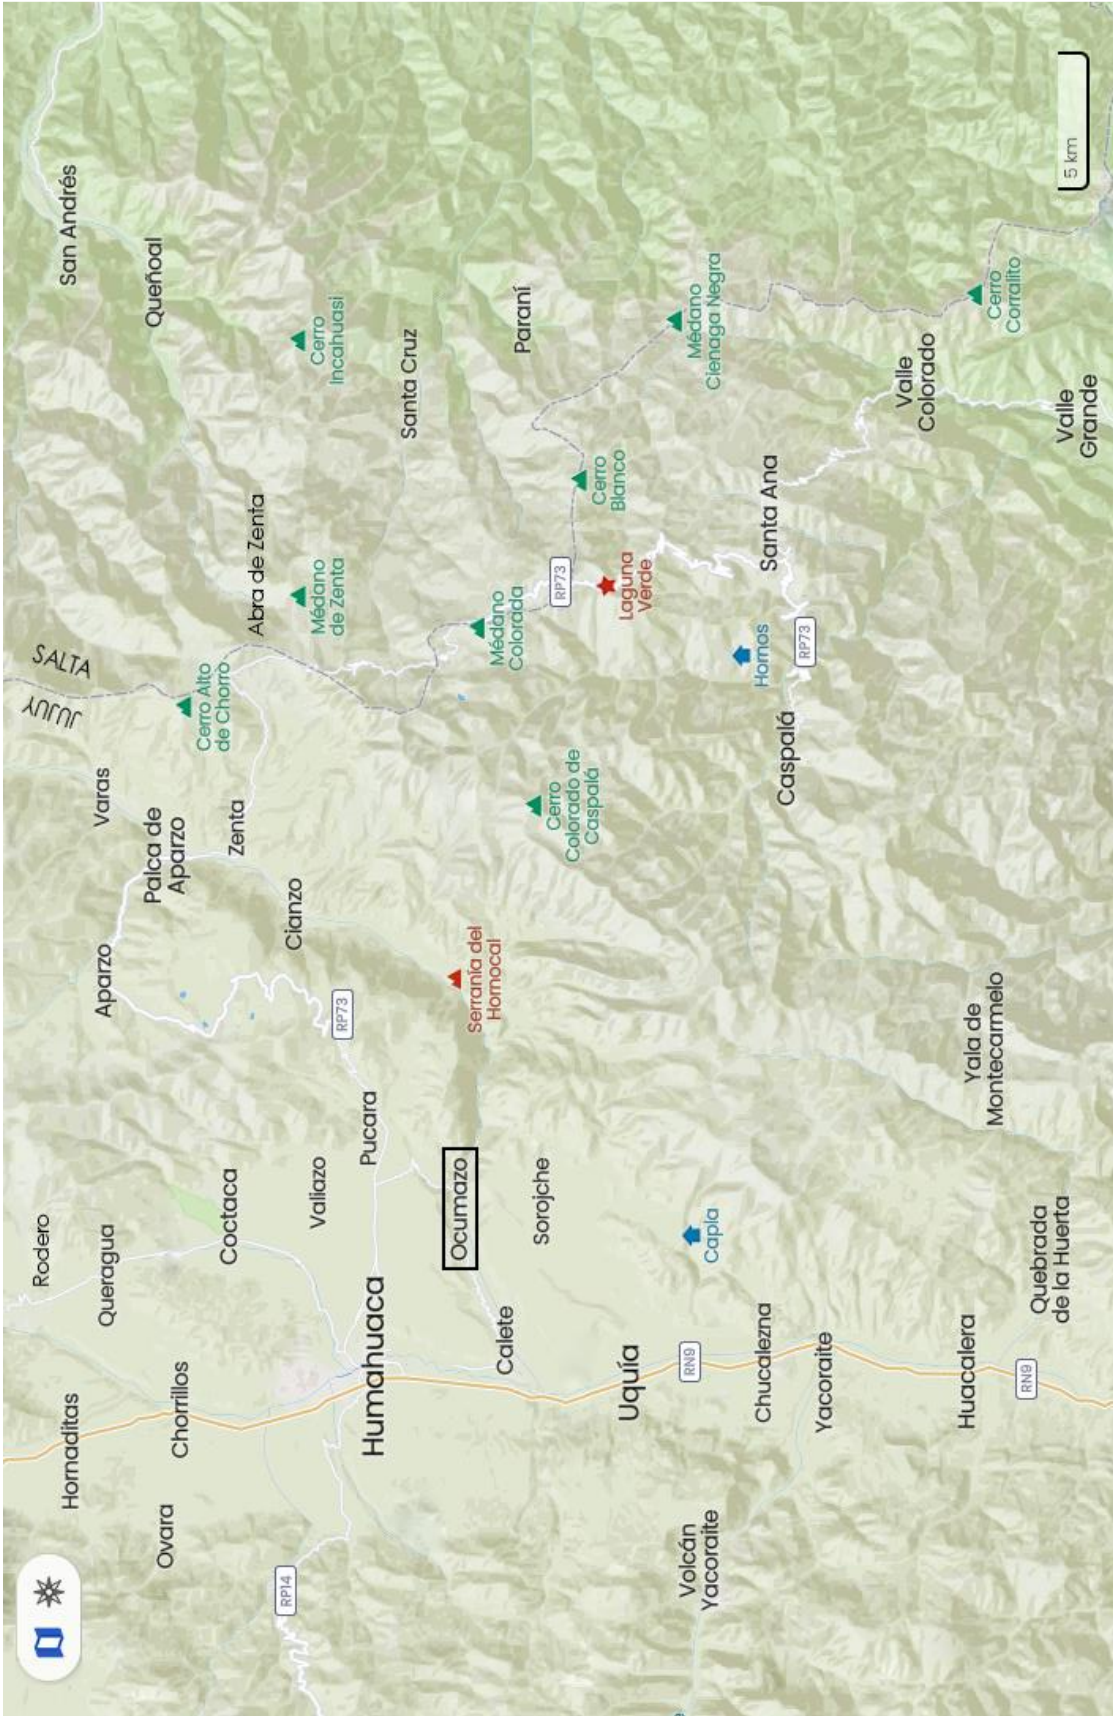 Rodero
JUJUY
SALTA
Hornaditas
San Andrés
Queragua
Aparzo
Varas
Ovara
Palca de
Aparzo
Queñoal
Chorrillos
Cerro Alto
de Chorro
Coctaca
Zenta
Abra de Zenta
RP14
Cianzo
Valiazo
Médano
de Zenta
Cerro
Incahuasi
RP73
Humahuaca
Pucara
Santa Cruz
Ocumazo
Serranía del
Hornocal
Médano
Colorada
Calete
Paraní
Sorojche
RP73
Cerro
Colorado de
Caspalá
Cerro
Blanco
Uquía
Laguna
Verde
RN9
Volcán
Yacoraite
Capla
Médano
Cienaga Negra
Chucalezna
Hornos
Santa Ana
Caspalá
RP73
Yacoraite
Valle
Colorado
Huacalera
Yala de
Montecarmelo
Cerro
Corralito
RN9
Quebrada
de la Huerta
Valle
Grande
5 km